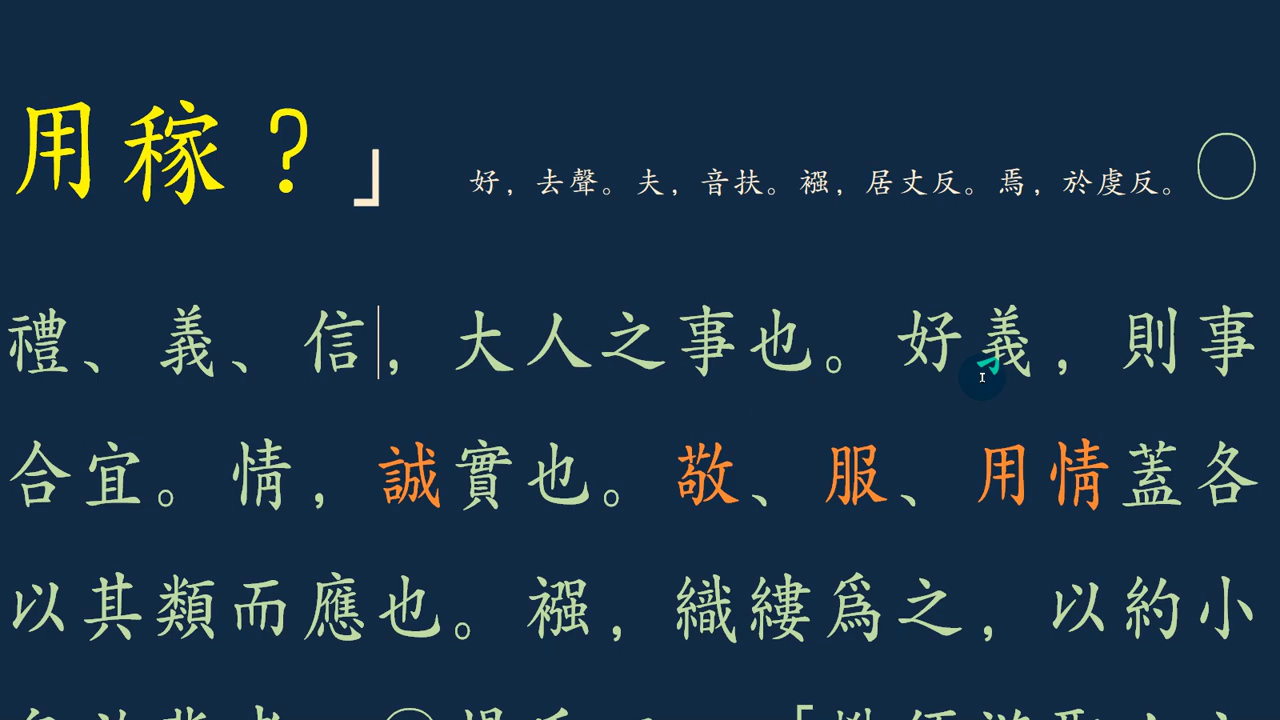 用稼？」 好，去聲。夫，音扶。襁，居丈反。焉，於虔反。○
禮、義、信，大人之事也。好義，則事
合宜。情，誠實也。敬、服、用情蓋各
以其類而應也。襁，織縷爲之，以約小